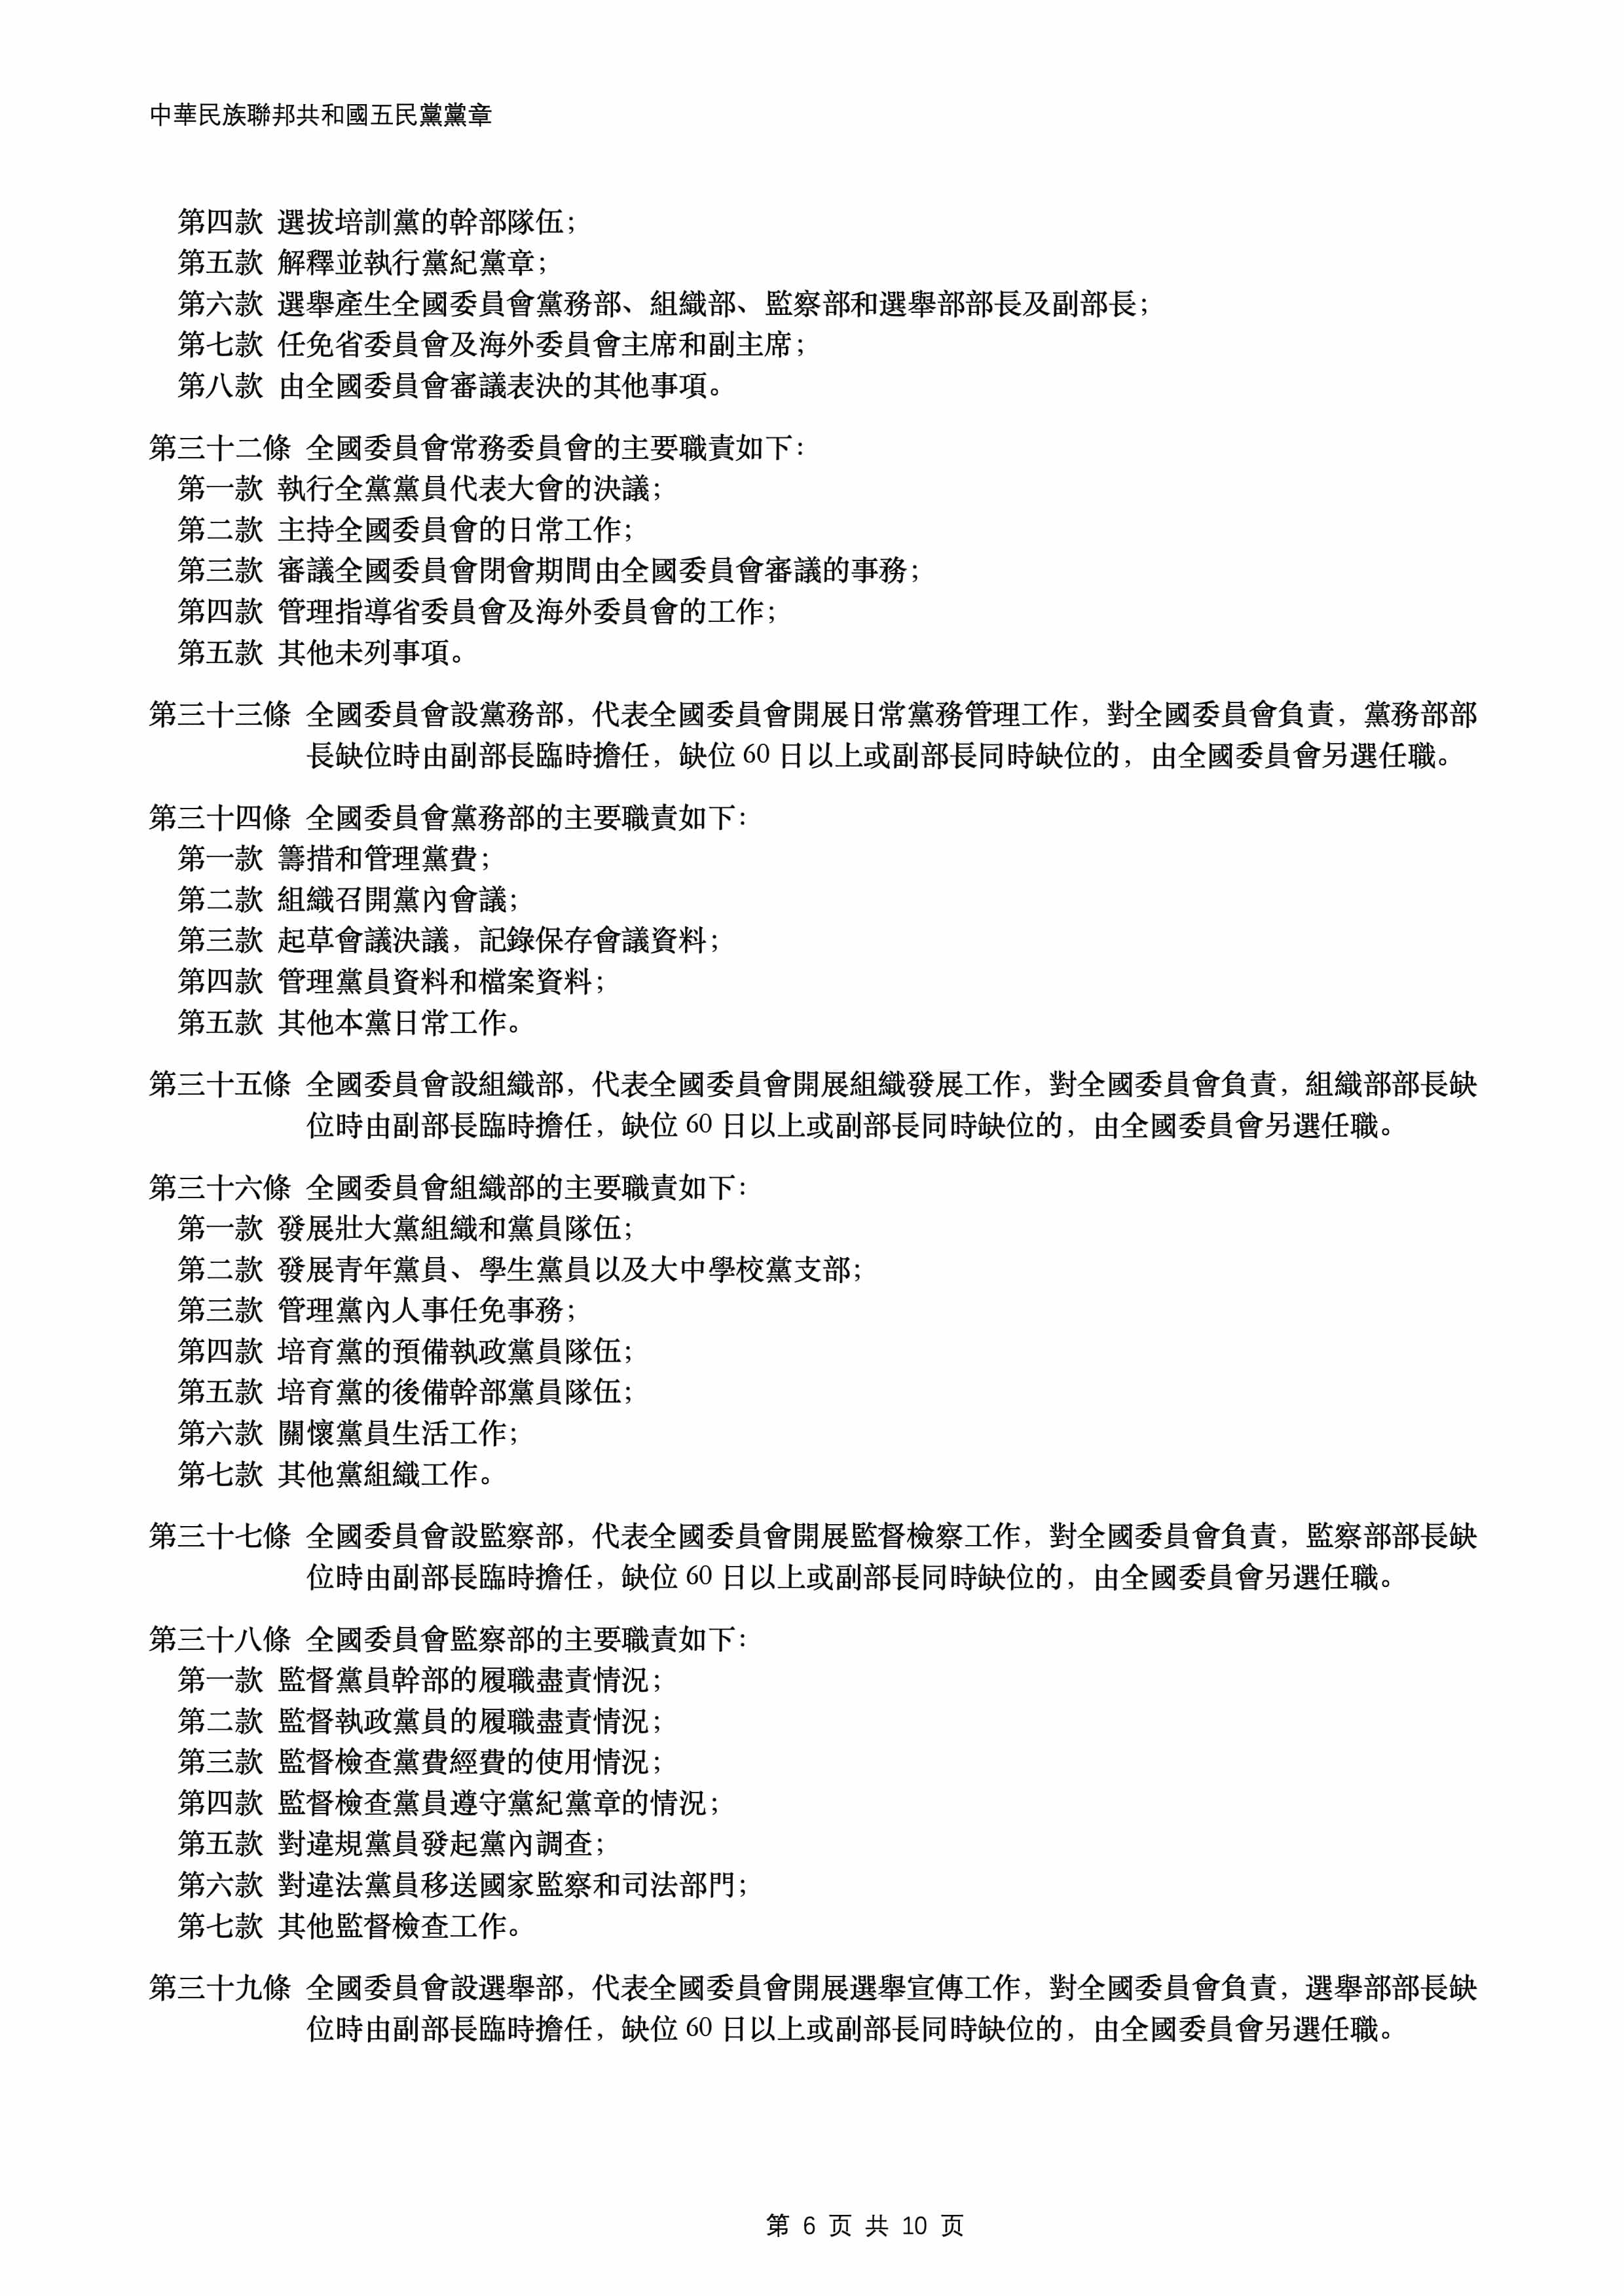 中華民族聯邦共和國五民黨黨章
第四款 選拔培訓黨的幹部隊伍；
第五款 解釋並執行黨紀黨章；
第六款 選舉產生全國委員會黨務部、組織部、監察部和選舉部部長及副部長；
第七款 任免省委員會及海外委員會主席和副主席；
第八款 由全國委員會審議表決的其他事項。
第三十二條 全國委員會常務委員會的主要職責如下：
第一款 執行全黨黨員代表大會的決議；
第二款 主持全國委員會的日常工作；
第三款 審議全國委員會閉會期間由全國委員會審議的事務；
第四款 管理指導省委員會及海外委員會的工作；
第五款 其他未列事項。
第三十三條 全國委員會設黨務部，代表全國委員會開展日常黨務管理工作，對全國委員會負責，黨務部部
長缺位時由副部長臨時擔任，缺位 60 日以上或副部長同時缺位的，由全國委員會另選任職。
第三十四條 全國委員會黨務部的主要職責如下：
第一款 籌措和管理黨費；
第二款 組織召開黨內會議；
第三款 起草會議決議，記錄保存會議資料；
第四款 管理黨員資料和檔案資料；
第五款 其他本黨日常工作。
第三十五條 全國委員會設組織部，代表全國委員會開展組織發展工作，對全國委員會負責，組織部部長缺
位時由副部長臨時擔任，缺位 60 日以上或副部長同時缺位的，由全國委員會另選任職。
第三十六條 全國委員會組織部的主要職責如下：
第一款 發展壯大黨組織和黨員隊伍；
第二款 發展青年黨員、學生黨員以及大中學校黨支部；
第三款 管理黨內人事任免事務；
第四款 培育黨的預備執政黨員隊伍；
第五款 培育黨的後備幹部黨員隊伍；
第六款 關懷黨員生活工作；
第七款 其他黨組織工作。
第三十七條 全國委員會設監察部，代表全國委員會開展監督檢察工作，對全國委員會負責，監察部部長缺
位時由副部長臨時擔任，缺位 60 日以上或副部長同時缺位的，由全國委員會另選任職。
第三十八條 全國委員會監察部的主要職責如下：
第一款 監督黨員幹部的履職盡責情況；
第二款 監督執政黨員的履職盡責情況；
第三款 監督檢查黨費經費的使用情況；
第四款 監督檢查黨員遵守黨紀黨章的情況；
第五款 對違規黨員發起黨內調查；
第六款 對違法黨員移送國家監察和司法部門；
第七款 其他監督檢查工作。
第三十九條 全國委員會設選舉部，代表全國委員會開展選舉宣傳工作，對全國委員會負責，選舉部部長缺
位時由副部長臨時擔任，缺位 60 日以上或副部長同時缺位的，由全國委員會另選任職。
第 6 页 共 10 页